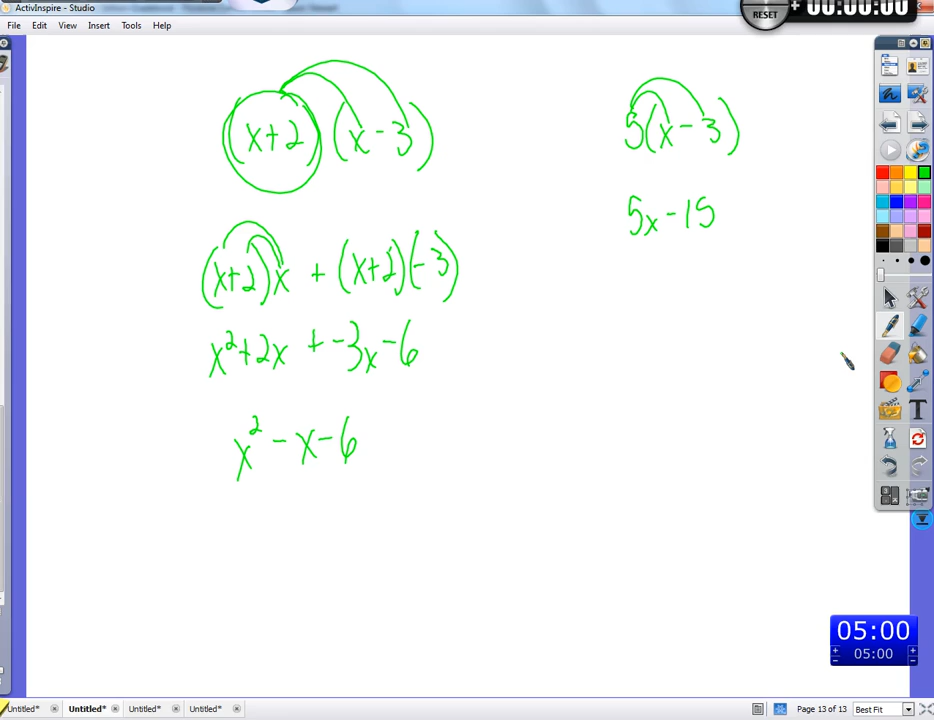 ActivInspire - Studio
RESET
00:00:00
File Edit View Insert Tools Help
(x+2) (x-3)
5(x-3)
5x-15
(x+2)x + (x+2)(-3)
x²+2x + -3x-6
x² - x - 6
05:00
05:00
Untitled* Untitled* Untitled* Untitled*
Page 13 of 13
Best Fit